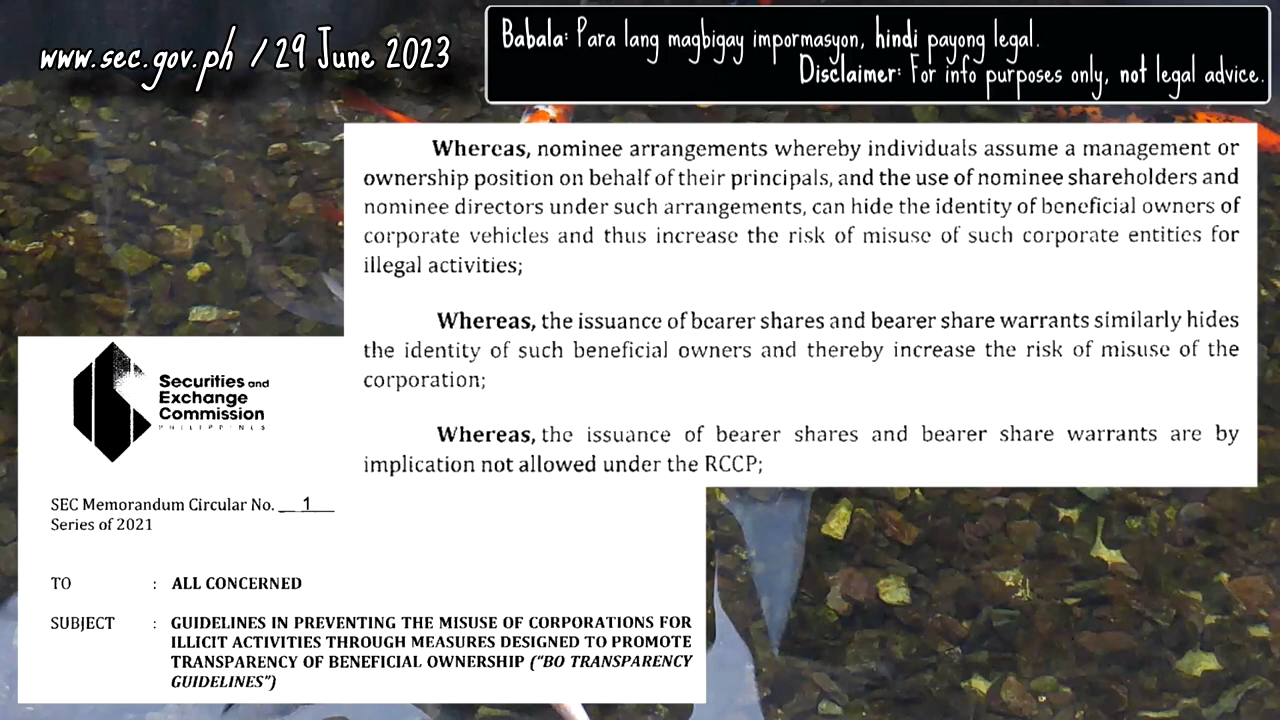 www.sec.gov.ph / 29 June 2023
Babala: Para lang magbigay impormasyon, hindi payong legal.
Disclaimer: For info purposes only, not legal advice.
Whereas, nominee arrangements whereby individuals assume a management or
ownership position on behalf of their principals, and the use of nominee shareholders and
nominee directors under such arrangements, can hide the identity of beneficial owners of
corporate vehicles and thus increase the risk of misuse of such corporate entities for
illegal activities;
Whereas, the issuance of bearer shares and bearer share warrants similarly hides
the identity of such beneficial owners and thereby increase the risk of misuse of the
corporation;
Whereas, the issuance of bearer shares and bearer share warrants are by
implication not allowed under the RCCP;
Securities and
Exchange
Commission
PHILIPPINES
SEC Memorandum Circular No. __1__
Series of 2021
TO : ALL CONCERNED
SUBJECT : GUIDELINES IN PREVENTING THE MISUSE OF CORPORATIONS FOR
ILLICIT ACTIVITIES THROUGH MEASURES DESIGNED TO PROMOTE
TRANSPARENCY OF BENEFICIAL OWNERSHIP ("BO TRANSPARENCY
GUIDELINES")